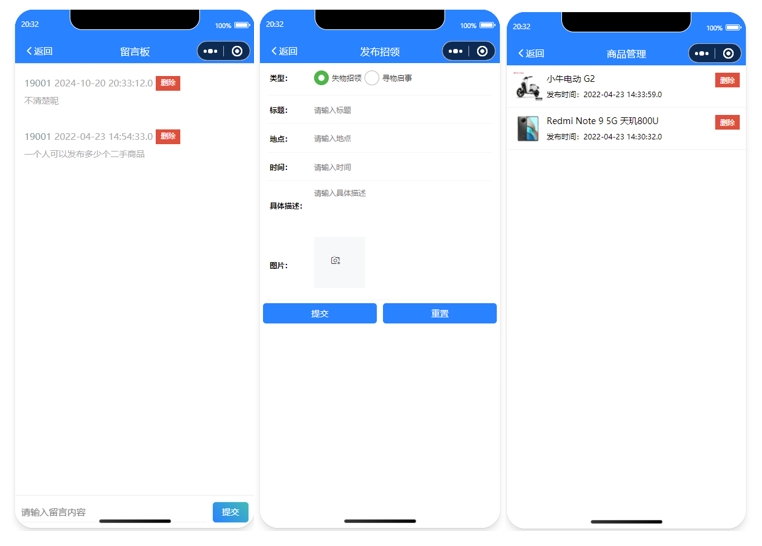 20:32
100%
返回
留言板
19001 2024-10-20 20:33:12.0 删除
不清楚呢
19001 2022-04-23 14:54:33.0 删除
一个人可以发布多少个二手商品
请输入留言内容
提交
20:32
100%
返回
发布招领
类型： 失物招领 寻物启事
标题： 请输入标题
地点： 请输入地点
时间： 请输入时间
具体描述： 请输入具体描述
图片：
提交
重置
20:32
100%
返回
商品管理
小牛电动 G2
删除
发布时间：2022-04-23 14:33:59.0
Redmi Note 9 5G 天玑800U
删除
发布时间：2022-04-23 14:30:32.0